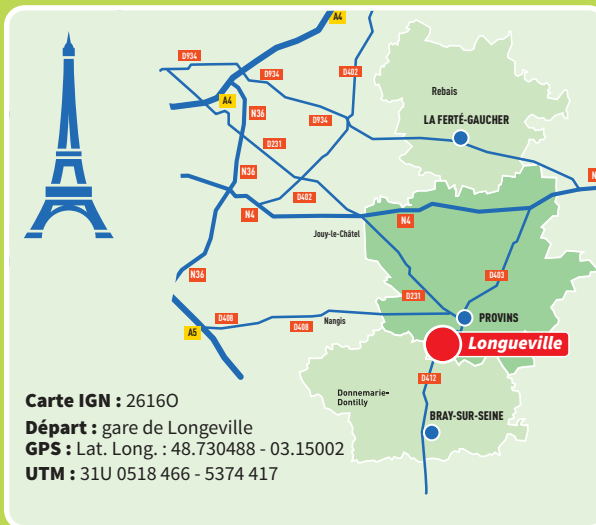 A4
D934
D934
D402
A4
Rebais
N36
D934
LA FERTÉ-GAUCHER
D231
N36
N
D402
N4
N4
Jouy-le-Châtel
N36
D403
D231
D408
Nangis
PROVINS
A5
D408
Longueville
D412
Donnemarie-
Dontilly
BRAY-SUR-SEINE
Carte IGN : 2616O
Départ : gare de Longeville
GPS : Lat. Long. : 48.730488 - 03.15002
UTM : 31U 0518 466 - 5374 417